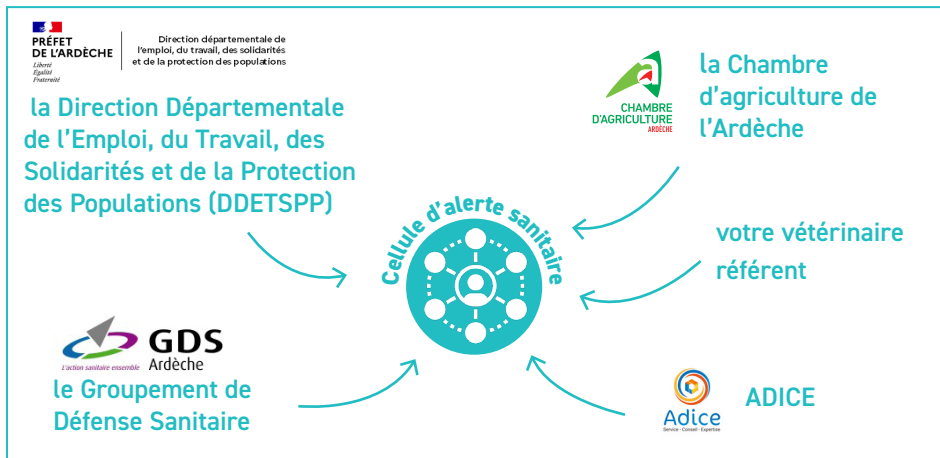 PRÉFET
DE L'ARDÈCHE
Liberté
Égalité
Fraternité
Direction départementale de
l'emploi, du travail, des solidarités
et de la protection des populations
la Direction Départementale
de l'Emploi, du Travail, des
Solidarités et de la Protection
des Populations (DDETSPP)
CHAMBRE
D'AGRICULTURE
ARDÈCHE
la Chambre
d'agriculture de
l'Ardèche
Cellule d'alerte sanitaire
votre vétérinaire
référent
L'action sanitaire ensemble
GDS
Ardèche
le Groupement de
Défense Sanitaire
Adice
Service - Conseil - Expertise
ADICE